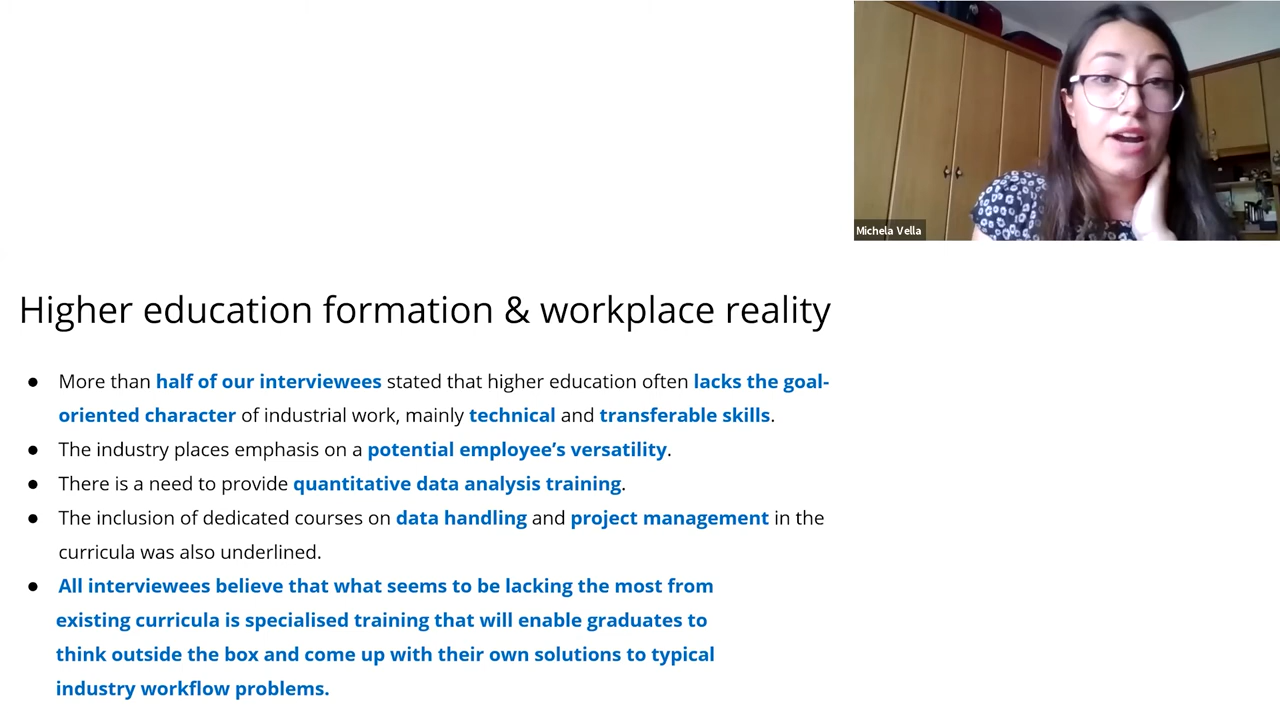 Michela Vella
Higher education formation & workplace reality
● More than half of our interviewees stated that higher education often lacks the goal-
oriented character of industrial work, mainly technical and transferable skills.
● The industry places emphasis on a potential employee’s versatility.
● There is a need to provide quantitative data analysis training.
● The inclusion of dedicated courses on data handling and project management in the
curricula was also underlined.
● All interviewees believe that what seems to be lacking the most from
existing curricula is specialised training that will enable graduates to
think outside the box and come up with their own solutions to typical
industry workflow problems.